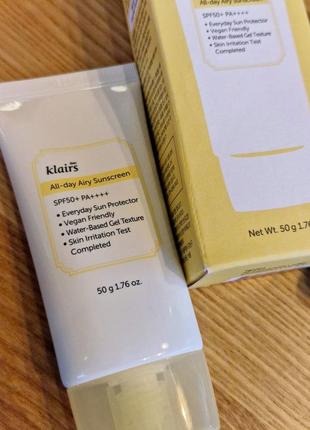 dear,
klairs
All-day Airy Sunscreen
SPF50+ PA++++
• Everyday Sun Protector
• Vegan Friendly
• Water-Based Gel Texture
• Skin Irritation Test
Completed
50 g 1.76 oz.
All-day Airy Sunscreen
SPF50+ PA++++
• Everyday Sun Protector
• Vegan Friendly
• Water-Based Gel Texture
• Skin Irritation Test
Completed
Net Wt. 50 g 1.76